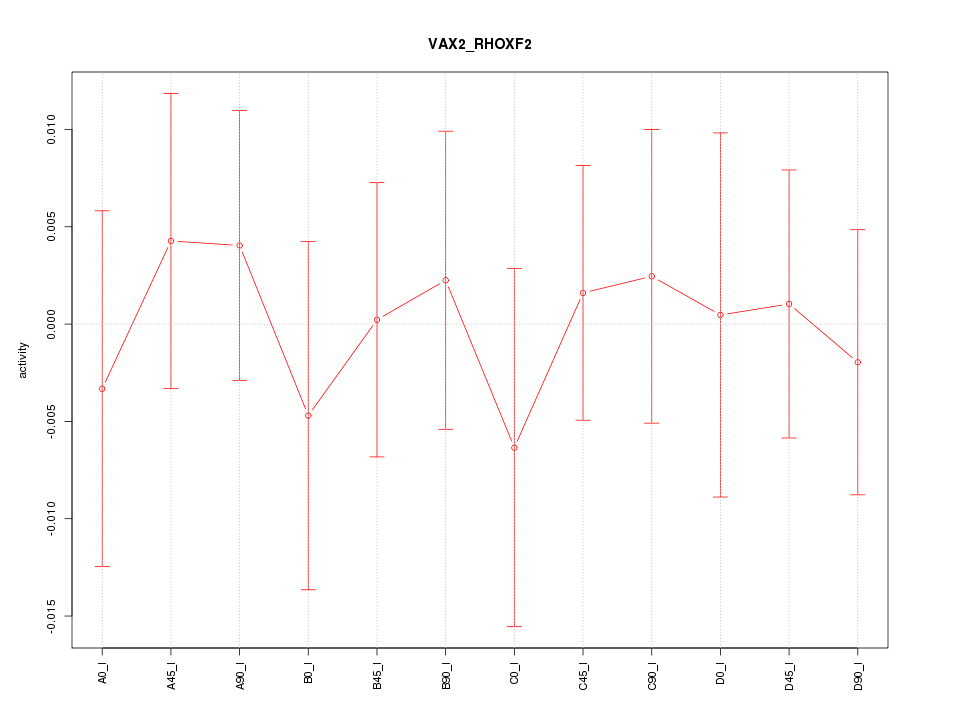 VAX2_RHOXF2
activity
0.010
0.005
0.000
-0.005
-0.010
-0.015
A0_I
A45_I
A90_I
B0_I
B45_I
B90_I
C0_I
C45_I
C90_I
D0_I
D45_I
D90_I